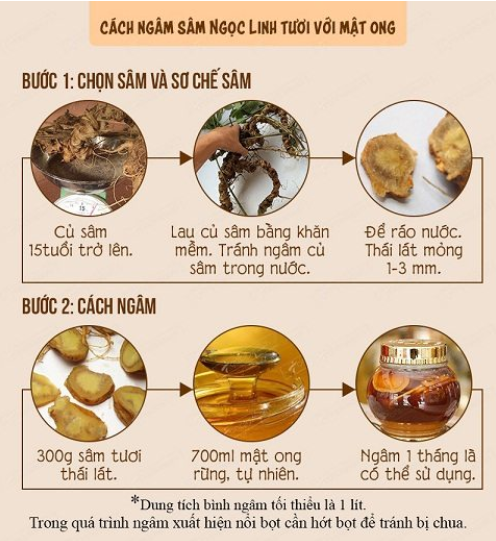 CÁCH NGÂM SÂM NGỌC LINH TƯƠI VỚI MẬT ONG
BƯỚC 1: CHỌN SÂM VÀ SƠ CHẾ SÂM
Củ sâm
15tuổi trở lên.
Lau củ sâm bằng khăn
mềm. Tránh ngâm củ
sâm trong nước.
Để ráo nước.
Thái lát mỏng
1-3 mm.
BƯỚC 2: CÁCH NGÂM
300g sâm tươi
thái lát.
700ml mật ong
rừng, tự nhiên.
Ngâm 1 tháng là
có thể sử dụng.
*Dung tích bình ngâm tối thiểu là 1 lít.
Trong quá trình ngâm xuất hiện nổi bọt cần hớt bọt để tránh bị chua.